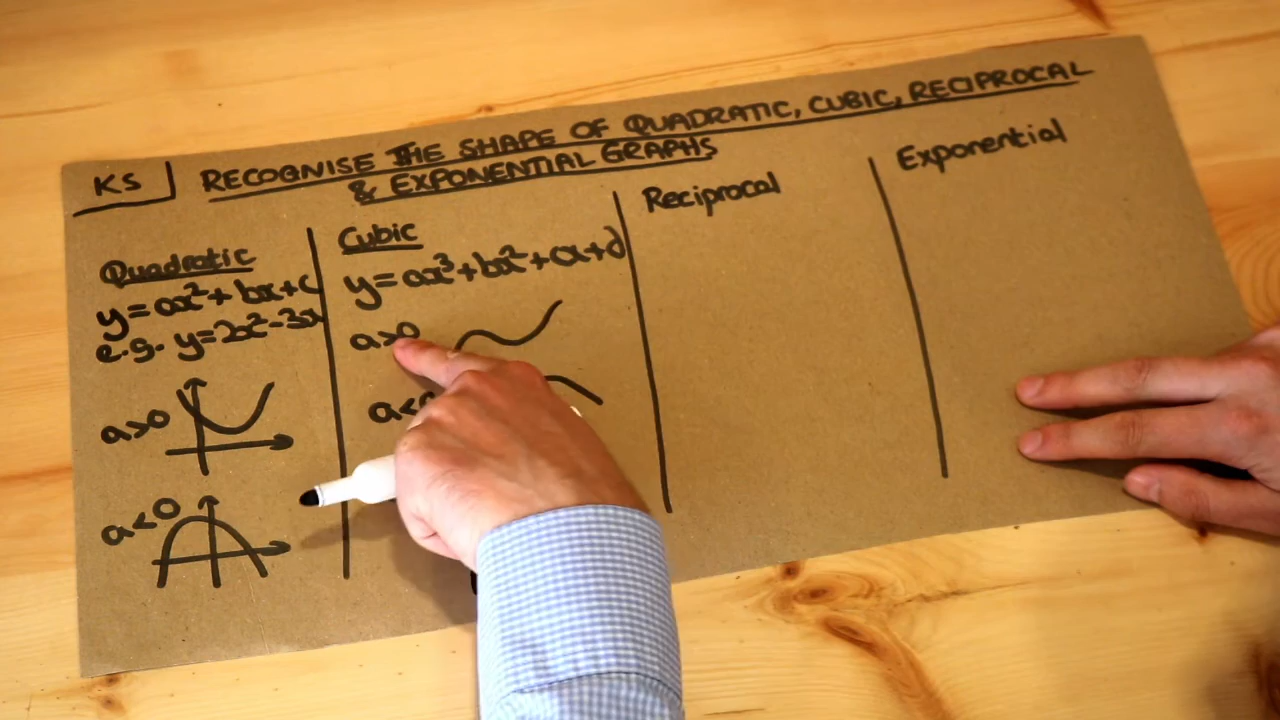 KS
RECOGNISE THE SHAPE OF QUADRATIC, CUBIC, RECIPROCAL
& EXPONENTIAL GRAPHS
Quadratic
y=ax²+bx+c
e.g. y=2x²-3x
a>0
a<0
Cubic
y=ax³+bx²+cx+d
a>0
a<0
Reciprocal
Exponential